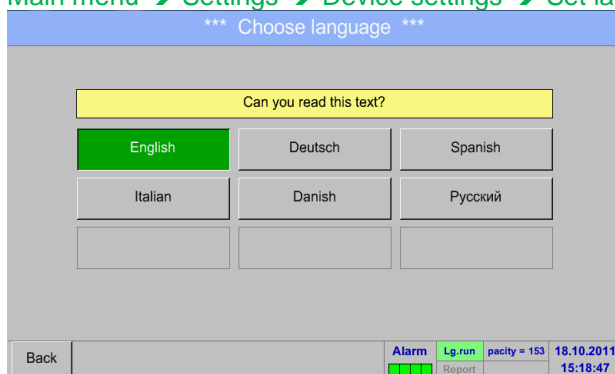 Main menu → Settings → Device settings → Set la
*** Choose language ***
Can you read this text?
English Deutsch Spanish
Italian Danish Русский
Back Alarm Lg.run pacity = 153 18.10.2011
Report 15:18:47